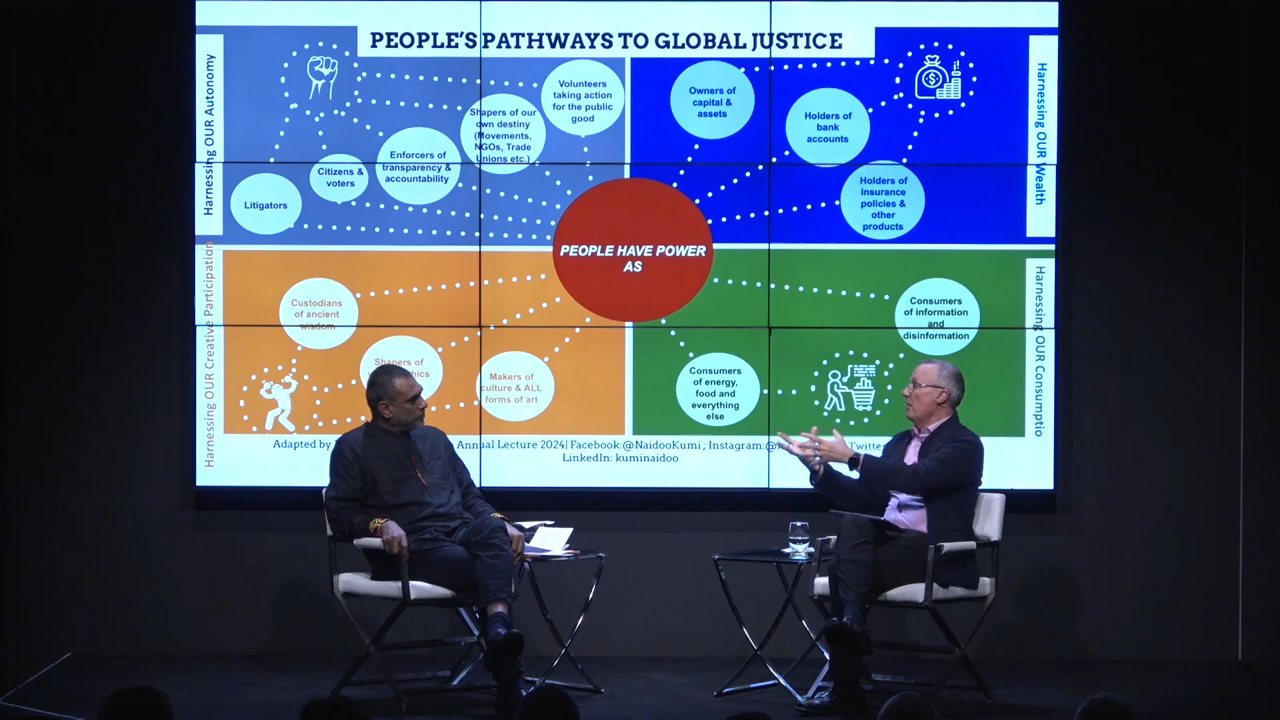 PEOPLE'S PATHWAYS TO GLOBAL JUSTICE
Harnessing OUR Autonomy
Litigators
Citizens &
voters
Enforcers of
transparency &
accountability
Shapers of our
own destiny
(Movements,
NGOs, Trade
Unions etc.)
Volunteers
taking action
for the public
good
Owners of
capital &
assets
Holders of
bank
accounts
Holders of
insurance
policies &
other
products
Harnessing OUR Wealth
PEOPLE HAVE POWER
AS
Harnessing OUR Creative Participation
Custodians
of ancient
wisdom
Shapers of
Makers of
culture & ALL
forms of art
Consumers
of energy,
food and
everything
else
Consumers
of information
and
disinformation
Harnessing OUR Consumptio
Adapted by Annual Lecture 2024| Facebook:@NaidooKumi ; Instagram:@ Twitte
LinkedIn: kuminaidoo